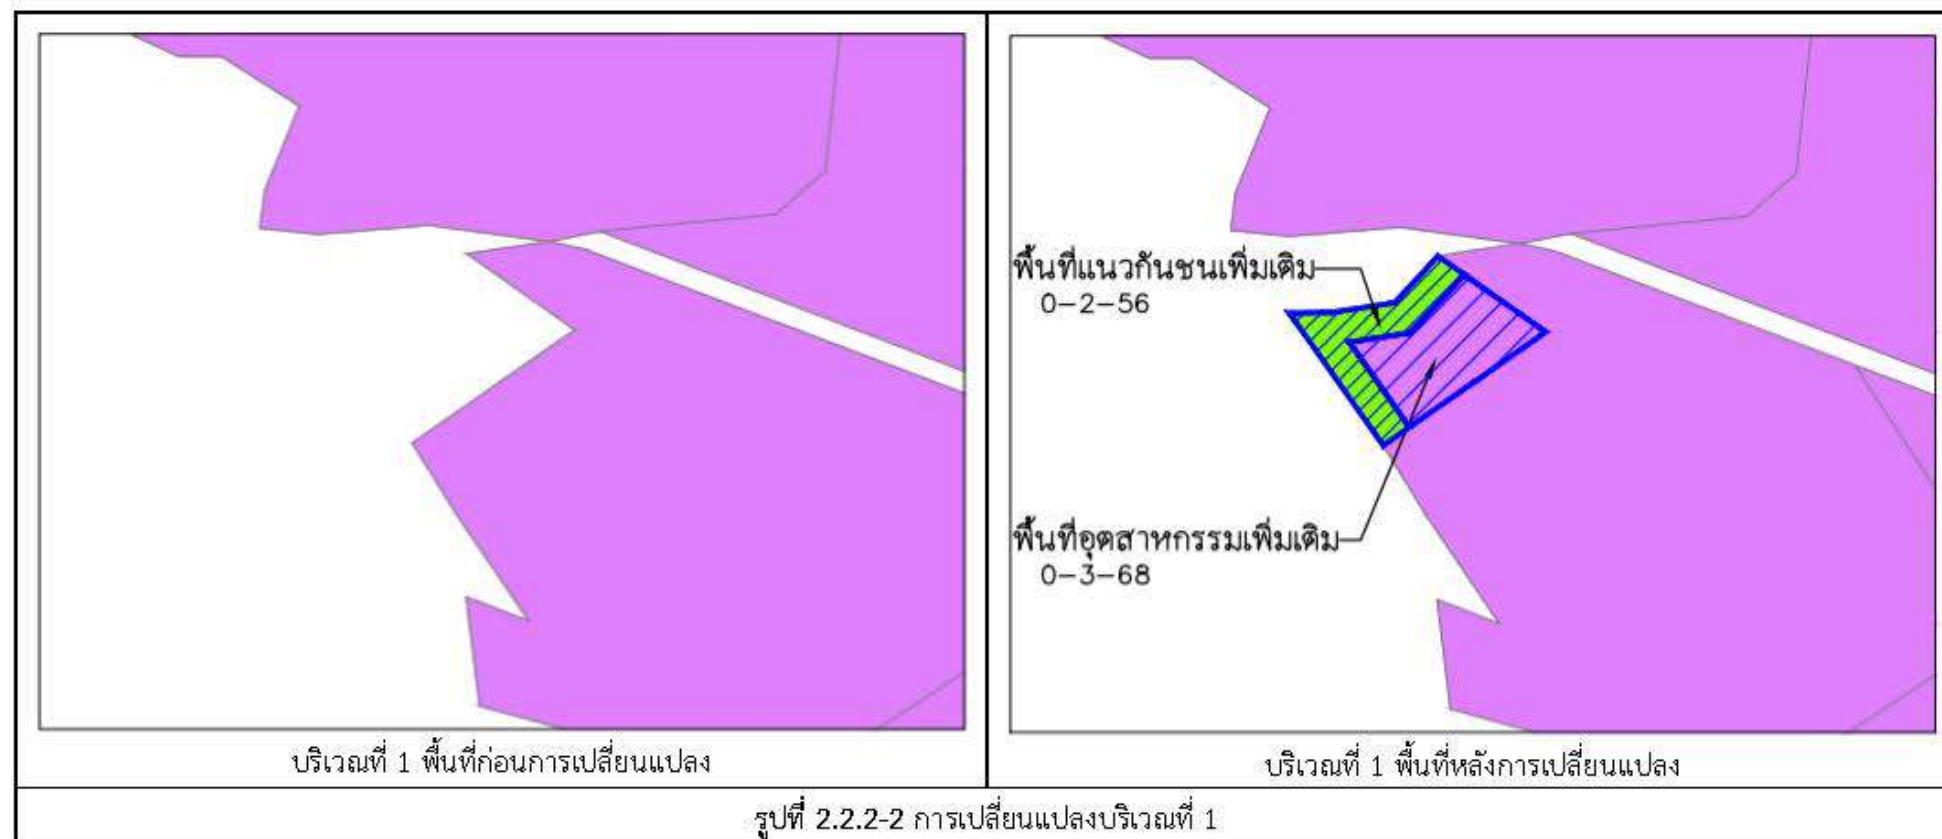 พื้นที่แนวกันชนเพิ่มเติม
0-2-56
พื้นที่อุตสาหกรรมเพิ่มเติม
0-3-68
บริเวณที่ 1 พื้นที่ก่อนการเปลี่ยนแปลง
บริเวณที่ 1 พื้นที่หลังการเปลี่ยนแปลง
รูปที่ 2.2.2-2 การเปลี่ยนแปลงบริเวณที่ 1